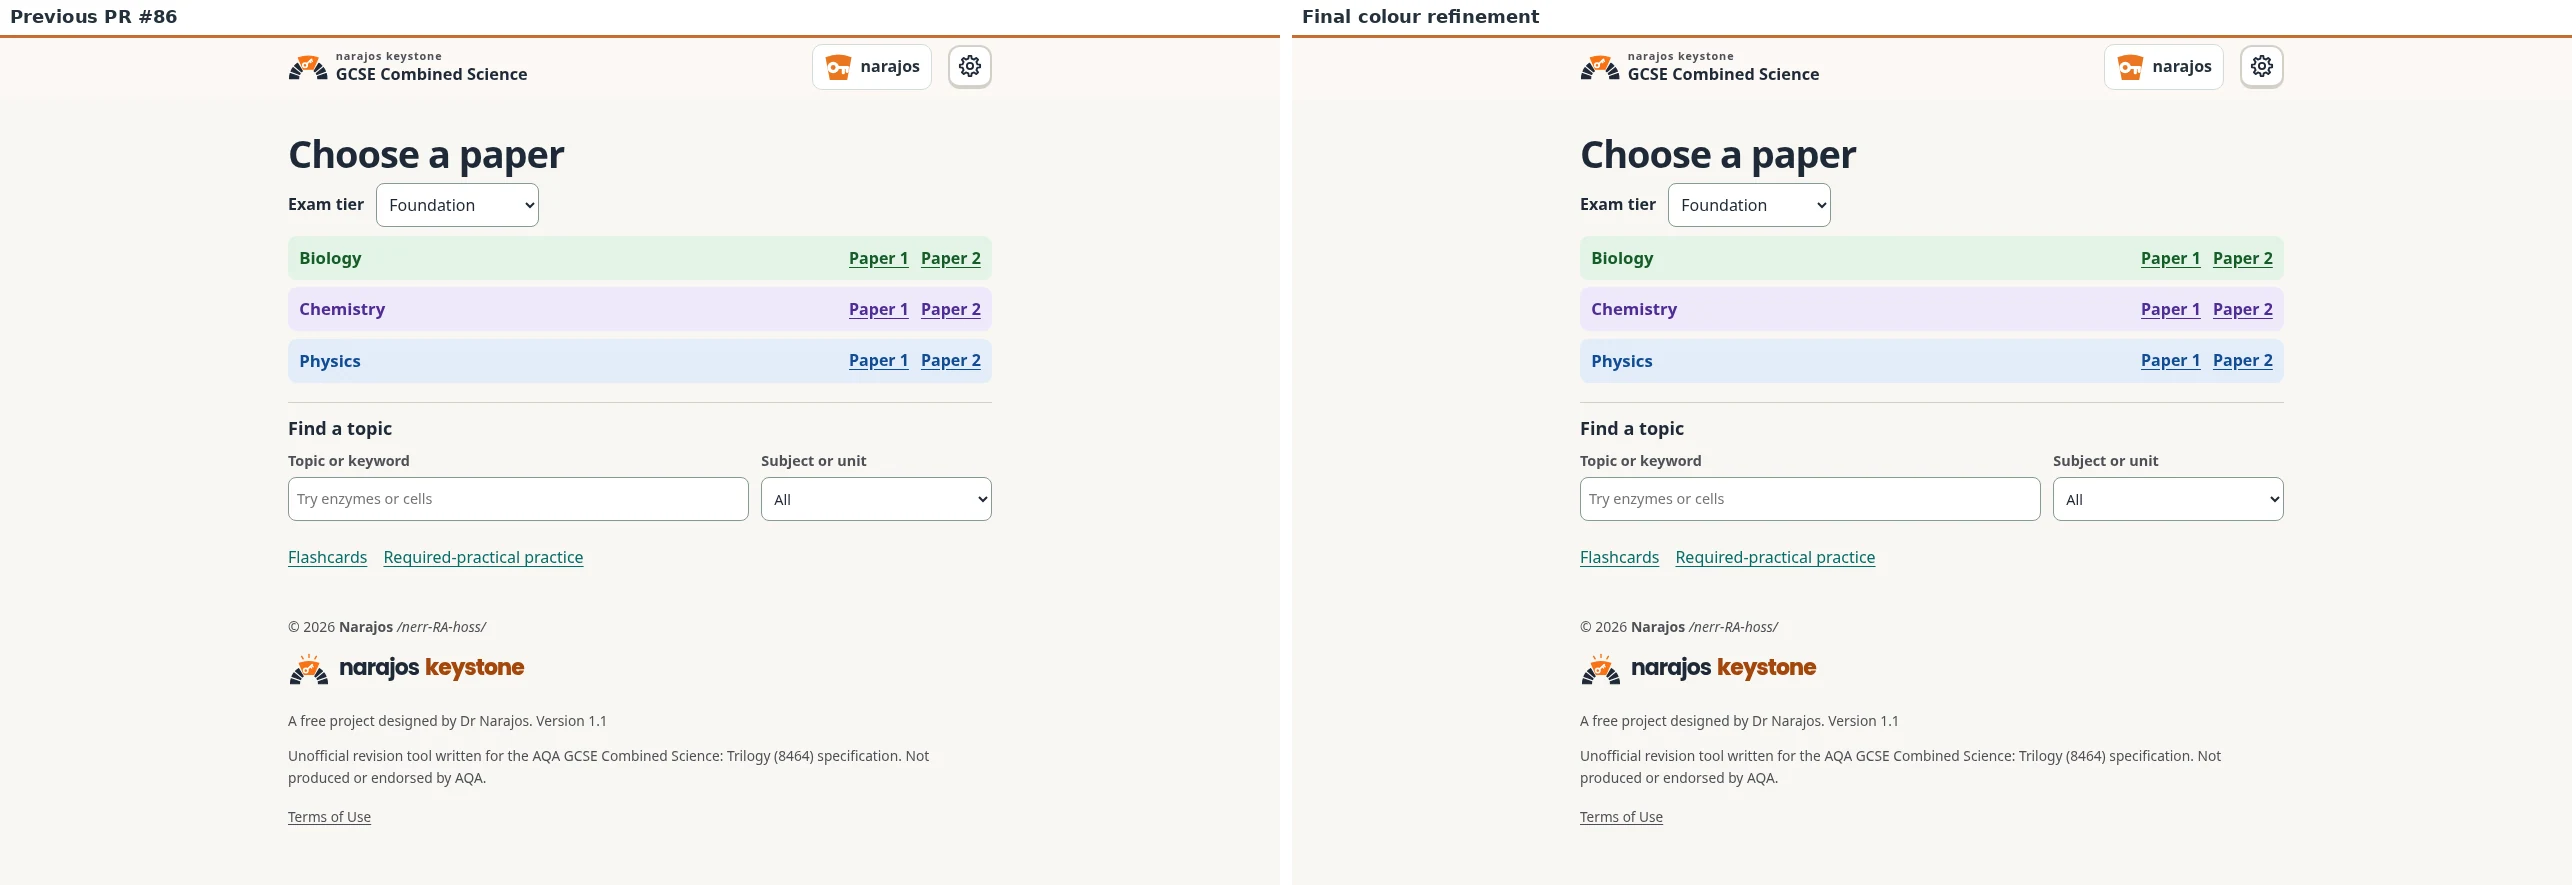 Previous PR #86
narajos keystone
GCSE Combined Science
narajos
Choose a paper
Exam tier Foundation
Biology Paper 1 Paper 2
Chemistry Paper 1 Paper 2
Physics Paper 1 Paper 2
Find a topic
Topic or keyword Subject or unit
Try enzymes or cells All
Flashcards Required-practical practice
© 2026 Narajos /nerr-RA-hoss/
narajos keystone
A free project designed by Dr Narajos. Version 1.1
Unofficial revision tool written for the AQA GCSE Combined Science: Trilogy (8464) specification. Not
produced or endorsed by AQA.
Terms of Use
Final colour refinement
narajos keystone
GCSE Combined Science
narajos
Choose a paper
Exam tier Foundation
Biology Paper 1 Paper 2
Chemistry Paper 1 Paper 2
Physics Paper 1 Paper 2
Find a topic
Topic or keyword Subject or unit
Try enzymes or cells All
Flashcards Required-practical practice
© 2026 Narajos /nerr-RA-hoss/
narajos keystone
A free project designed by Dr Narajos. Version 1.1
Unofficial revision tool written for the AQA GCSE Combined Science: Trilogy (8464) specification. Not
produced or endorsed by AQA.
Terms of Use